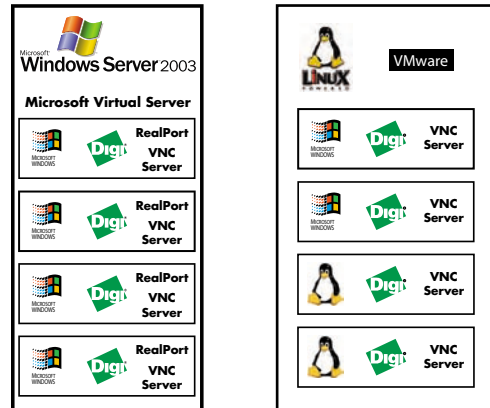 Microsoft
Windows Server 2003
Microsoft Virtual Server
MICROSOFT
WINDOWS
Digi
RealPort
VNC
Server
MICROSOFT
WINDOWS
Digi
RealPort
VNC
Server
MICROSOFT
WINDOWS
Digi
RealPort
VNC
Server
MICROSOFT
WINDOWS
Digi
RealPort
VNC
Server
LINUX
POWERED
VMware
MICROSOFT
WINDOWS
Digi
VNC
Server
MICROSOFT
WINDOWS
Digi
VNC
Server
Digi
VNC
Server
Digi
VNC
Server